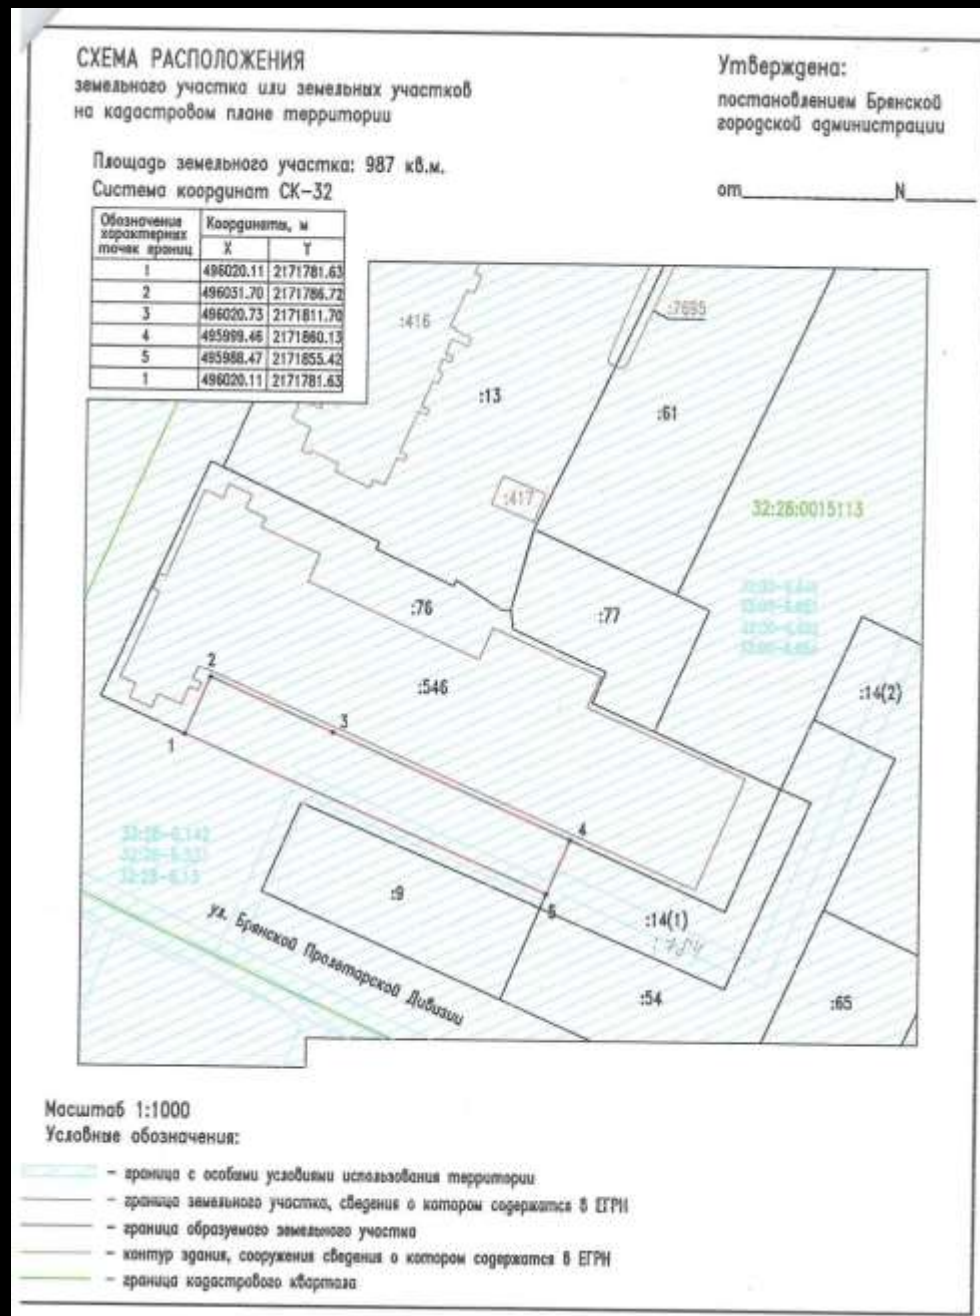 СХЕМА РАСПОЛОЖЕНИЯ
земельного участка или земельных участков
на кадастровом плане территории
Утверждена:
постановлением Брянской
городской администрации
от N
Площадь земельного участка: 987 кв.м.
Система координат СК-32
Обозначение характерных точек границ
Координаты, м
X Y
1 496020.11 2171781.63
2 496031.70 2171786.72
3 496020.73 2171811.70
4 495999.46 2171860.13
5 495988.47 2171855.42
1 496020.11 2171781.63
:416
:7695
:13
:61
:417
32:28:0015113
:76
:77
:546
:14(2)
2
3
1
4
5
:9
:14(1)
:784
:54
:65
ул. Брянской Пролетарской Дивизии
Масштаб 1:1000
Условные обозначения:
- граница с особыми условиями использования территории
- граница земельного участка, сведения о котором содержатся в ЕГРН
- граница образуемого земельного участка
- контур здания, сооружения сведения о котором содержатся в ЕГРН
- граница кадастрового квартала